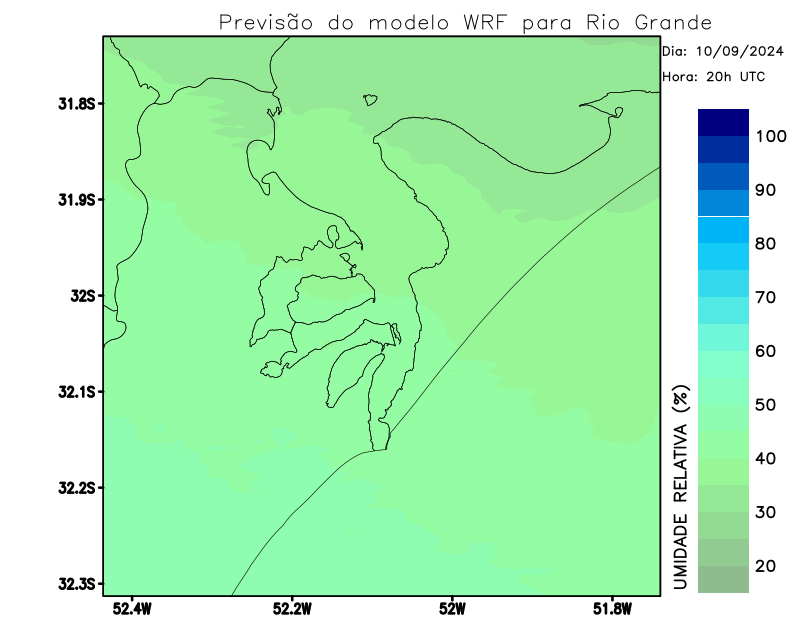 Previsão do modelo WRF para Rio Grande
Dia: 10/09/2024
Hora: 20h UTC
31.8S
31.9S
32S
32.1S
32.2S
32.3S
52.4W
52.2W
52W
51.8W
100
90
80
70
60
50
40
30
20
UMIDADE RELATIVA (%)